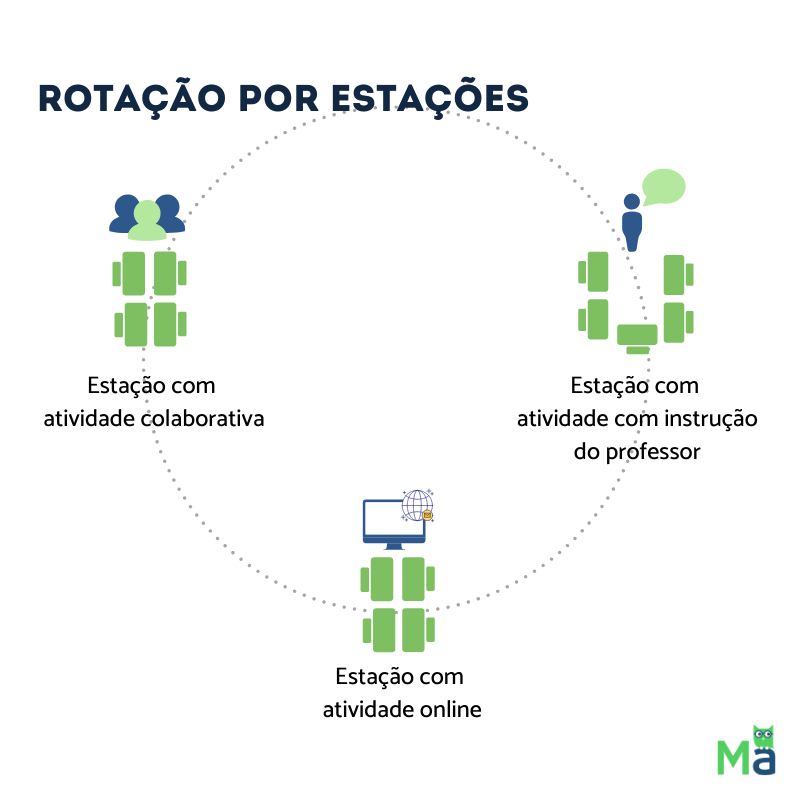 ROTAÇÃO POR ESTAÇÕES
Estação com
atividade colaborativa
Estação com
atividade com instrução
do professor
Estação com
atividade online
Ma